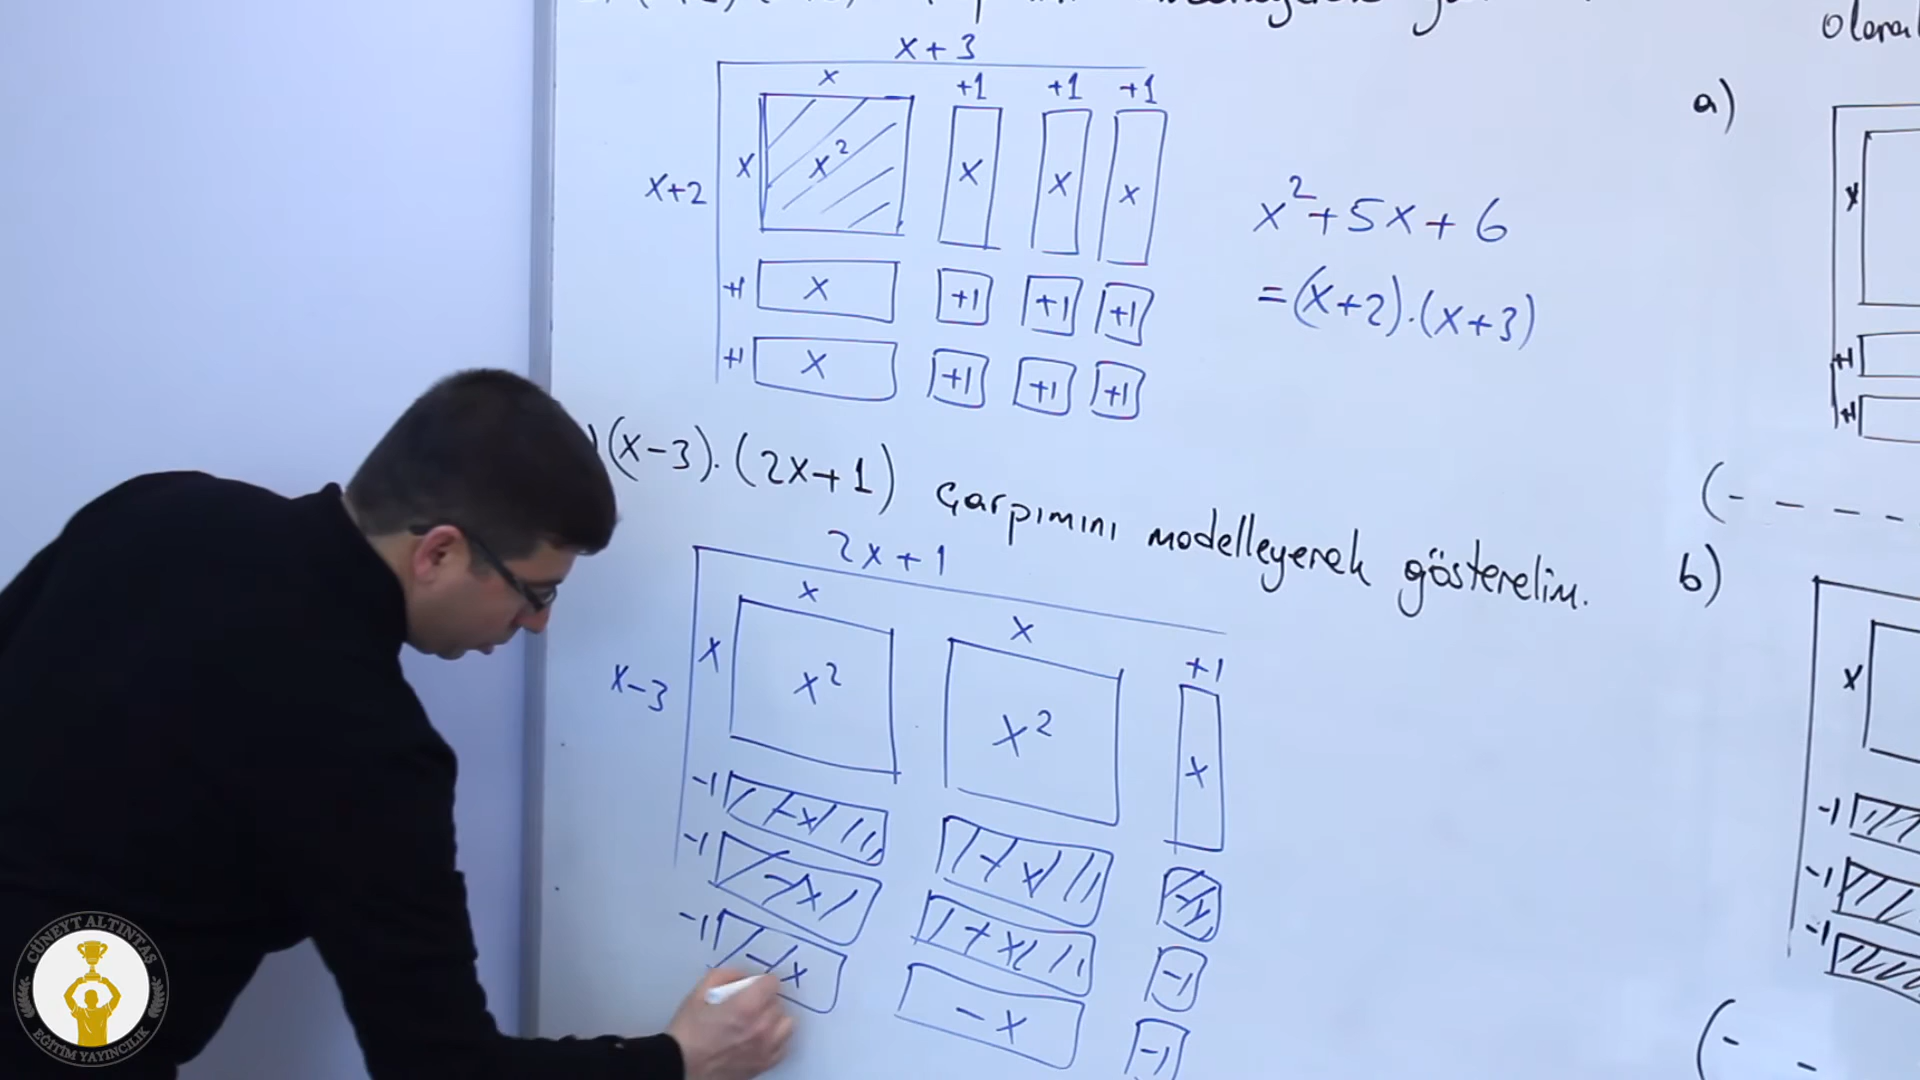 x+3
x +1 +1 +1
x+2 x x² x x x
+1 x +1 +1 +1
+1 x +1 +1 +1
x²+5x+6
=(x+2).(x+3)
)(x-3).(2x+1) çarpımını modelleyerek gösterelim.
2x+1
x x +1
x-3 x x² x² x
-1 -x -x -1
-1 -x -x -1
-1 -x -x -1
a)
x
+1
+1
(- - - -
b)
x
-1
-1
-1
(- -
CÜNEYT ALTINTAŞ
EĞİTİM YAYINCILIK